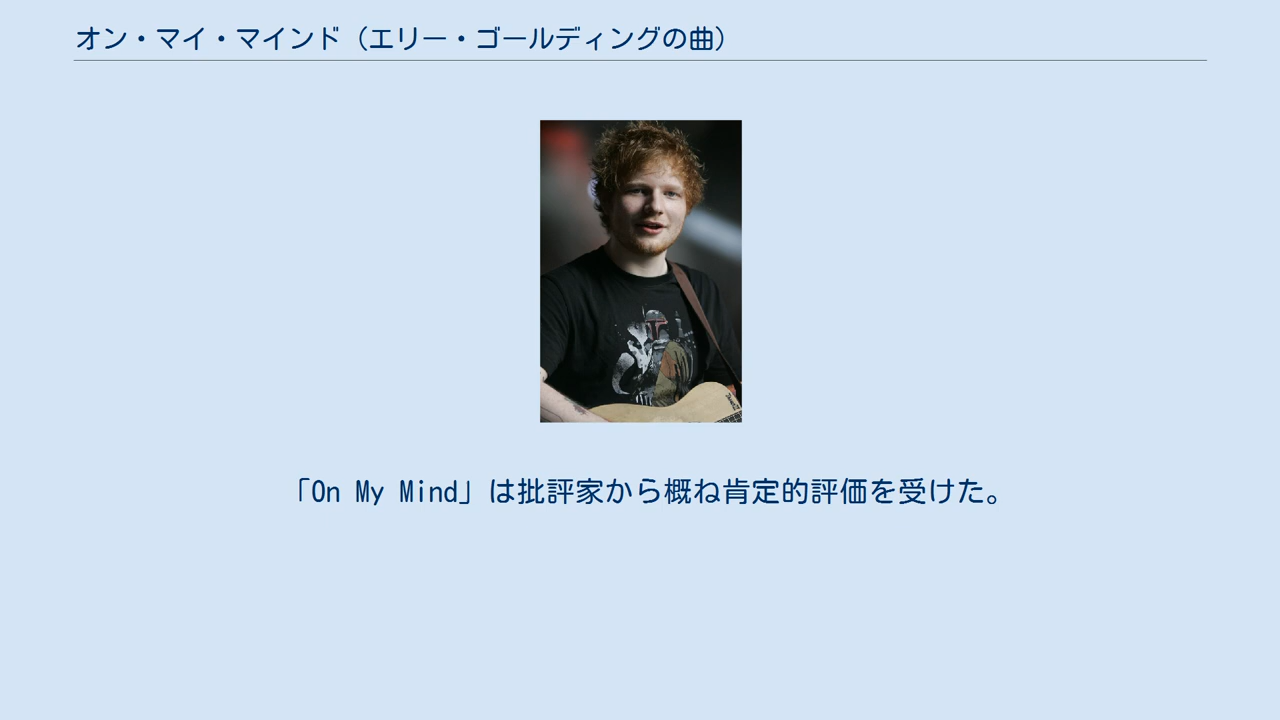 オン・マイ・マインド（エリー・ゴールディングの曲）
「On My Mind」は批評家から概ね肯定的評価を受けた。